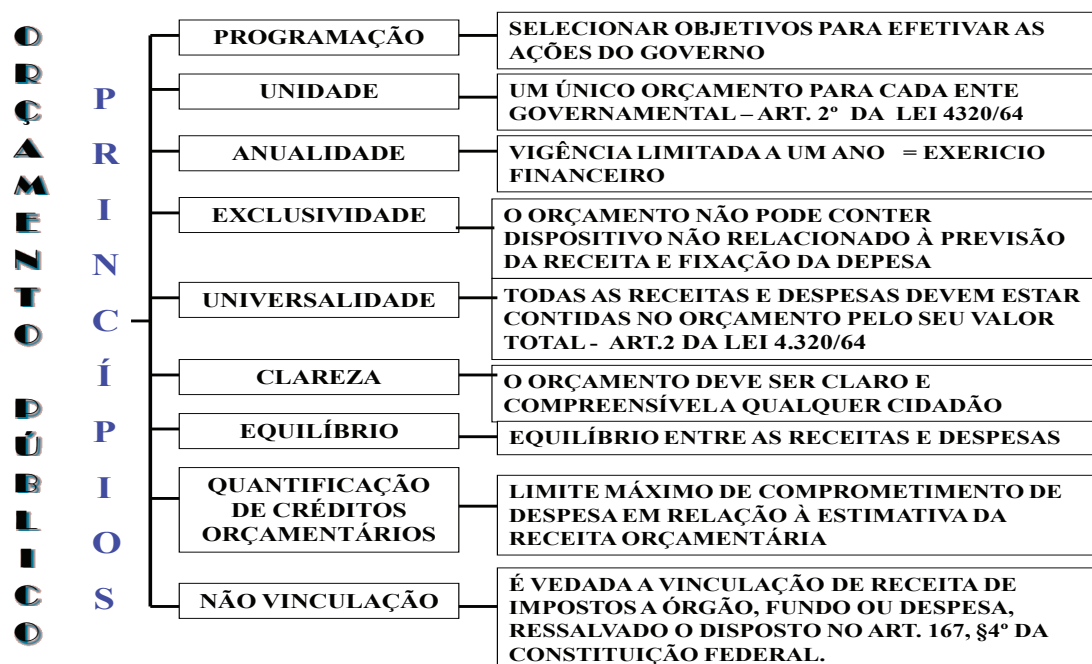 ORÇAMENTO PÚBLICO
PRINCÍPIOS
PROGRAMAÇÃO
SELECIONAR OBJETIVOS PARA EFETIVAR AS
AÇÕES DO GOVERNO
UNIDADE
UM ÚNICO ORÇAMENTO PARA CADA ENTE
GOVERNAMENTAL – ART. 2º DA LEI 4320/64
ANUALIDADE
VIGÊNCIA LIMITADA A UM ANO = EXERICIO
FINANCEIRO
EXCLUSIVIDADE
O ORÇAMENTO NÃO PODE CONTER
DISPOSITIVO NÃO RELACIONADO À PREVISÃO
DA RECEITA E FIXAÇÃO DA DEPESA
UNIVERSALIDADE
TODAS AS RECEITAS E DESPESAS DEVEM ESTAR
CONTIDAS NO ORÇAMENTO PELO SEU VALOR
TOTAL - ART.2 DA LEI 4.320/64
CLAREZA
O ORÇAMENTO DEVE SER CLARO E
COMPREENSÍVEL A QUALQUER CIDADÃO
EQUILÍBRIO
EQUILÍBRIO ENTRE AS RECEITAS E DESPESAS
QUANTIFICAÇÃO
DE CRÉDITOS
ORÇAMENTÁRIOS
LIMITE MÁXIMO DE COMPROMETIMENTO DE
DESPESA EM RELAÇÃO À ESTIMATIVA DA
RECEITA ORÇAMENTÁRIA
NÃO VINCULAÇÃO
É VEDADA A VINCULAÇÃO DE RECEITA DE
IMPOSTOS A ÓRGÃO, FUNDO OU DESPESA,
RESSALVADO O DISPOSTO NO ART. 167, §4º DA
CONSTITUIÇÃO FEDERAL.